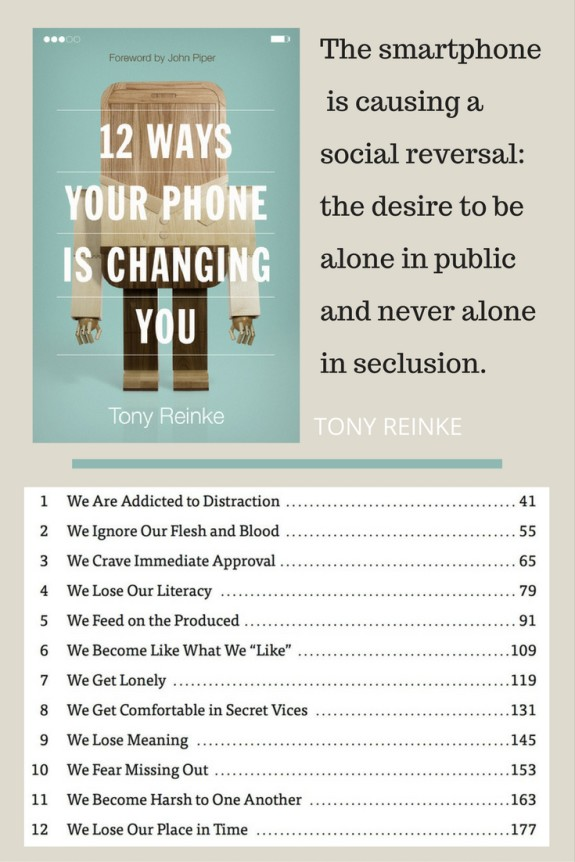 Foreword by John Piper
12 WAYS
YOUR PHONE
IS CHANGING
YOU
Tony Reinke
The smartphone
is causing a
social reversal:
the desire to be
alone in public
and never alone
in seclusion.
TONY REINKE
1 We Are Addicted to Distraction ........................................ 41
2 We Ignore Our Flesh and Blood ........................................ 55
3 We Crave Immediate Approval ........................................ 65
4 We Lose Our Literacy ........................................ 79
5 We Feed on the Produced ........................................ 91
6 We Become Like What We “Like” ........................................ 109
7 We Get Lonely ........................................ 119
8 We Get Comfortable in Secret Vices ........................................ 131
9 We Lose Meaning ........................................ 145
10 We Fear Missing Out ........................................ 153
11 We Become Harsh to One Another ........................................ 163
12 We Lose Our Place in Time ........................................ 177